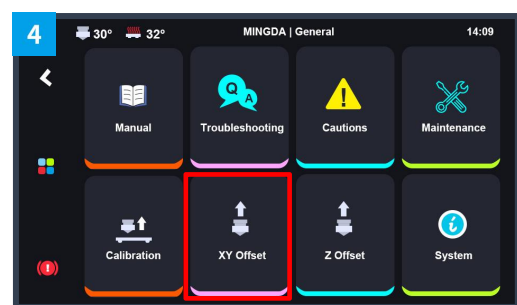 4
30° 32° MINGDA | General 14:09
Q A
Manual Troubleshooting Cautions Maintenance
Calibration XY Offset Z Offset System